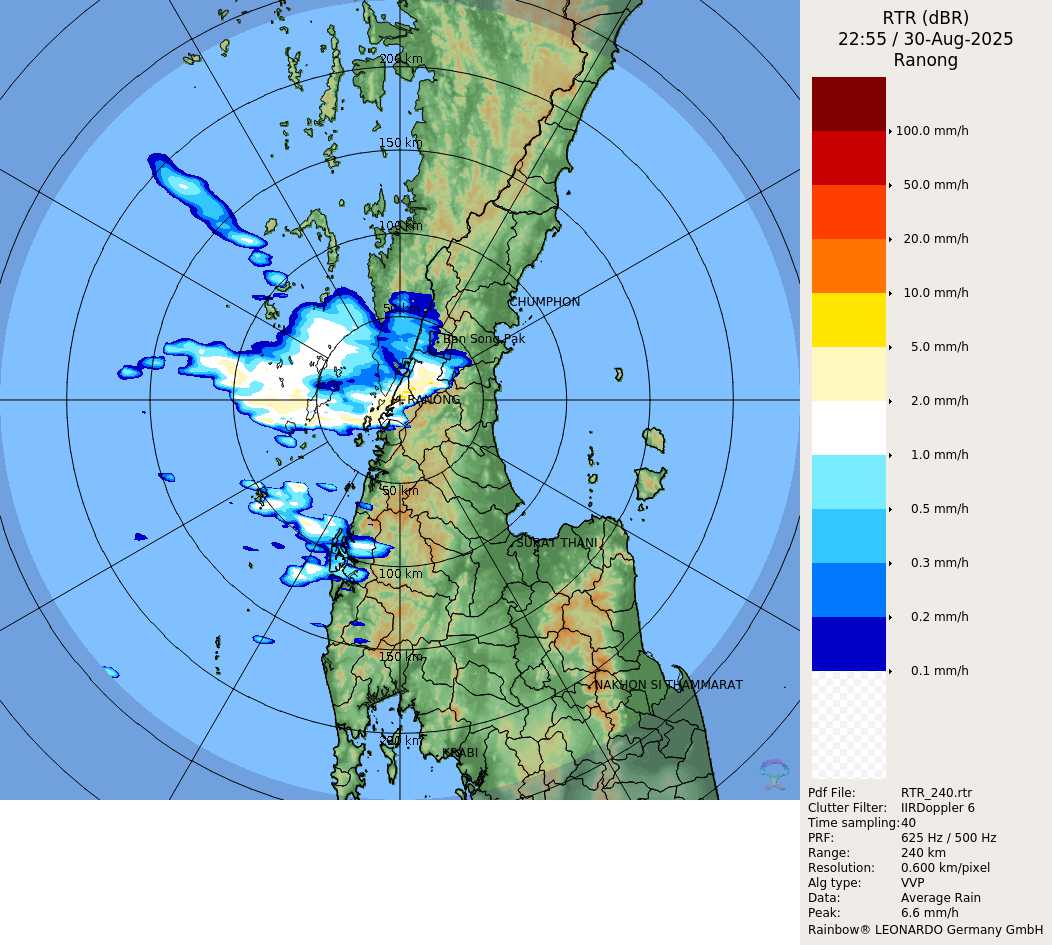 RTR (dBR)
22:55 / 30-Aug-2025
Ranong
100.0 mm/h
50.0 mm/h
20.0 mm/h
10.0 mm/h
5.0 mm/h
2.0 mm/h
1.0 mm/h
0.5 mm/h
0.3 mm/h
0.2 mm/h
0.1 mm/h
200 km
150 km
100 km
CHUMPHON
Ban Song Pak
RANONG
50 km
SURAT THANI
100 km
150 km
NAKHON SI THAMMARAT
200 km
KRABI
Pdf File: RTR_240.rtr
Clutter Filter: IIRDoppler 6
Time sampling: 40
PRF: 625 Hz / 500 Hz
Range: 240 km
Resolution: 0.600 km/pixel
Alg type: VVP
Data: Average Rain
Peak: 6.6 mm/h
Rainbow® LEONARDO Germany GmbH